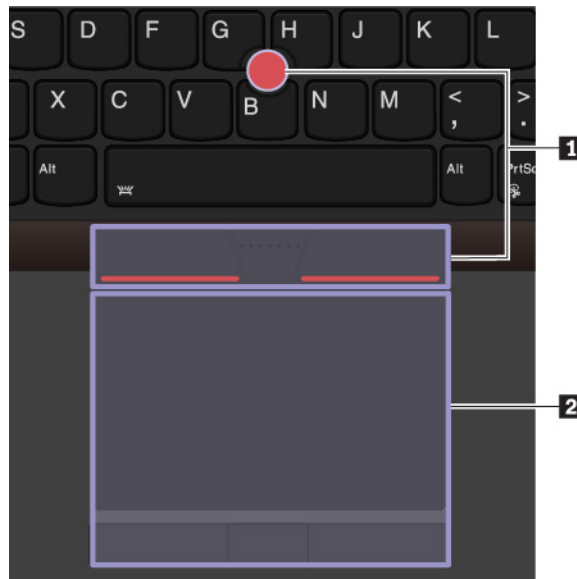 S D F G H J K L
X C V B N M < >
, .
1
Alt Alt PrtSc
2